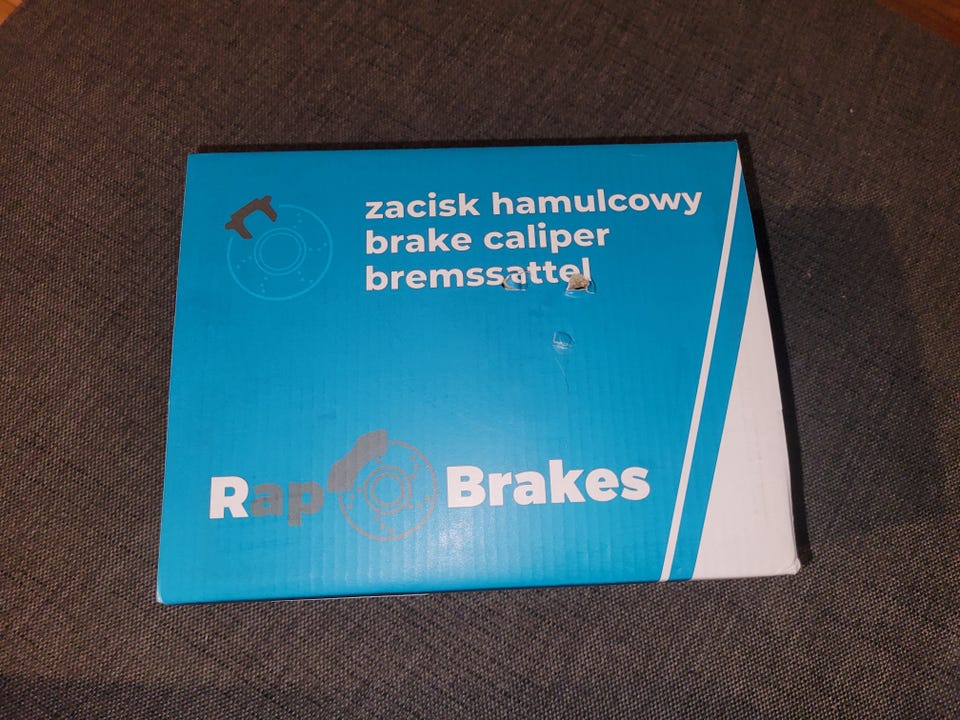 zacisk hamulcowy
brake caliper
bremssattel
Rap Brakes